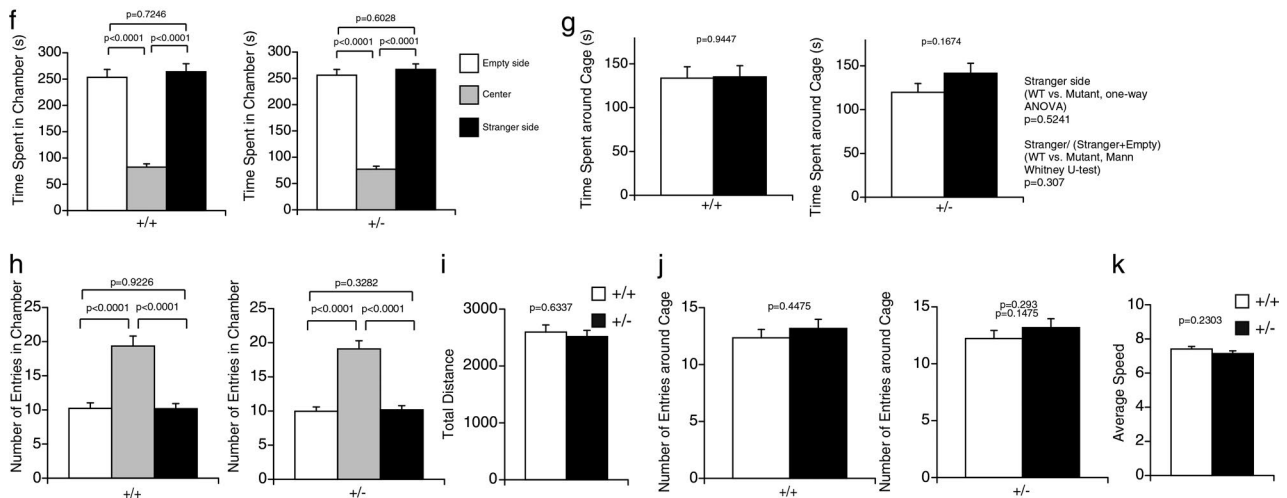 f
p=0.7246
p<0.0001 p<0.0001
Time Spent in Chamber (s)
300
250
200
150
100
50
0
+/+
p=0.6028
p<0.0001 p<0.0001
Time Spent in Chamber (s)
300
250
200
150
100
50
0
+/-
Empty side
Center
Stranger side
g
p=0.9447
Time Spent around Cage (s)
150
100
50
0
+/+
p=0.1674
Time Spent around Cage (s)
150
100
50
0
+/-
Stranger side
(WT vs. Mutant, one-way
ANOVA)
p=0.5241
Stranger/ (Stranger+Empty)
(WT vs. Mutant, Mann
Whitney U-test)
p=0.307
h
p=0.9226
p<0.0001 p<0.0001
Number of Entries in Chamber
25
20
15
10
5
0
+/+
p=0.3282
p<0.0001 p<0.0001
Number of Entries in Chamber
25
20
15
10
5
0
+/-
i
+/+
+/-
p=0.6337
Total Distance
3000
2000
1000
0
j
p=0.4475
Number of Entries around Cage
15
10
5
0
+/+
p=0.293
p=0.1475
Number of Entries around Cage
15
10
5
0
+/-
k
+/+
+/-
p=0.2303
Average Speed
10
8
6
4
2
0